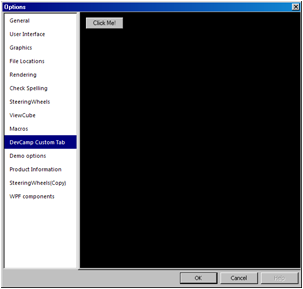 Options
General
Click Me!
User Interface
Graphics
File Locations
Rendering
Check Spelling
SteeringWheels
ViewCube
Macros
DevCamp Custom Tab
Demo options
Product Information
SteeringWheels(Copy)
WPF components
OK
Cancel
Help